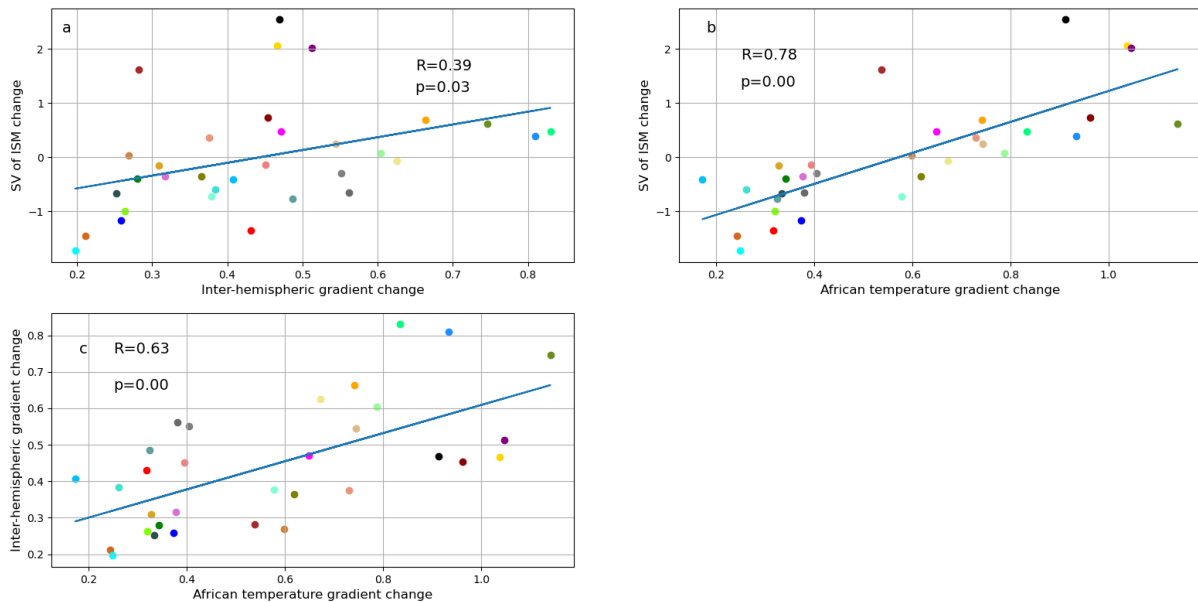 a
R=0.39
p=0.03
SV of ISM change
2
1
0
−1
0.2 0.3 0.4 0.5 0.6 0.7 0.8
Inter-hemispheric gradient change
b
R=0.78
p=0.00
SV of ISM change
2
1
0
−1
0.2 0.4 0.6 0.8 1.0
African temperature gradient change
c R=0.63
p=0.00
Inter-hemispheric gradient change
0.8
0.7
0.6
0.5
0.4
0.3
0.2
0.2 0.4 0.6 0.8 1.0
African temperature gradient change